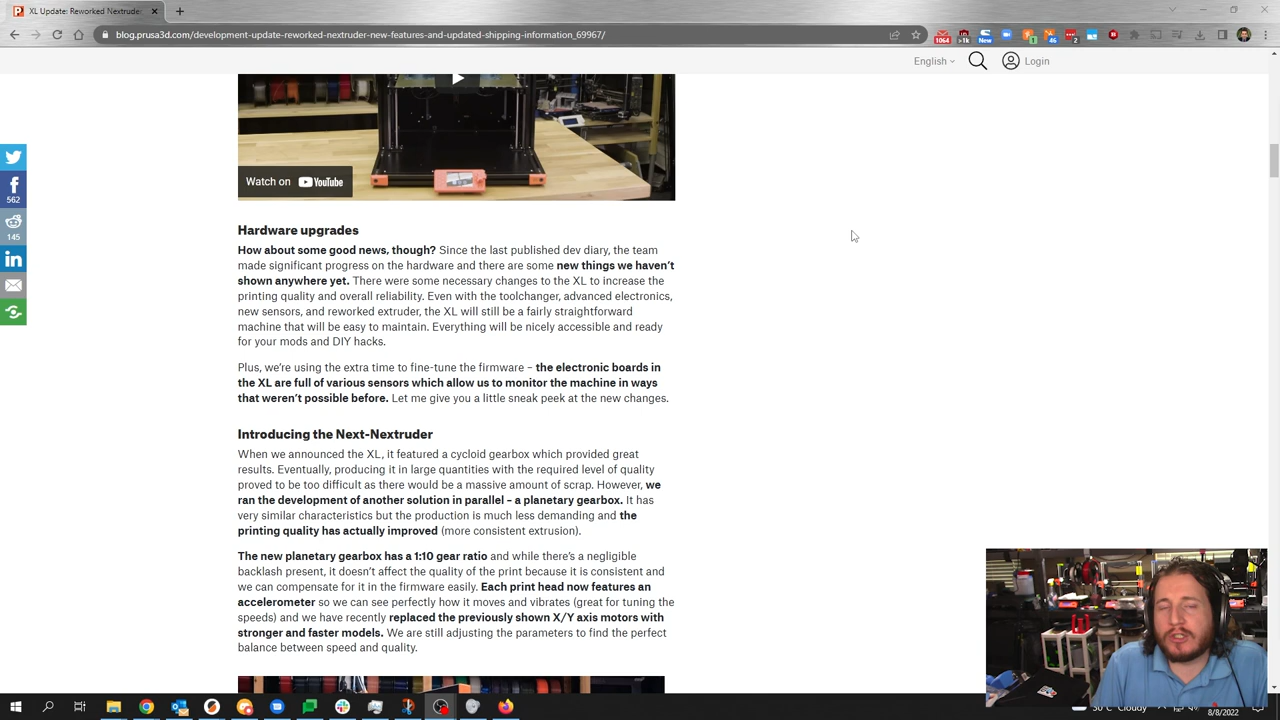 XL Update: Reworked Nextruder:
blog.prusa3d.com/development-update-reworked-nextruder-new-features-and-updated-shipping-information_69967/
1064
>1k
New
1
46
2
English
Login
562
145
Watch on YouTube
Hardware upgrades
How about some good news, though? Since the last published dev diary, the team
made significant progress on the hardware and there are some new things we haven't
shown anywhere yet. There were some necessary changes to the XL to increase the
printing quality and overall reliability. Even with the toolchanger, advanced electronics,
new sensors, and reworked extruder, the XL will still be a fairly straightforward
machine that will be easy to maintain. Everything will be nicely accessible and ready
for your mods and DIY hacks.
Plus, we're using the extra time to fine-tune the firmware – the electronic boards in
the XL are full of various sensors which allow us to monitor the machine in ways
that weren't possible before. Let me give you a little sneak peek at the new changes.
Introducing the Next-Nextruder
When we announced the XL, it featured a cycloid gearbox which provided great
results. Eventually, producing it in large quantities with the required level of quality
proved to be too difficult as there would be a massive amount of scrap. However, we
ran the development of another solution in parallel – a planetary gearbox. It has
very similar characteristics but the production is much less demanding and the
printing quality has actually improved (more consistent extrusion).
The new planetary gearbox has a 1:10 gear ratio and while there's a negligible
backlash present, it doesn't affect the quality of the print because it is consistent and
we can compensate for it in the firmware easily. Each print head now features an
accelerometer so we can see perfectly how it moves and vibrates (great for tuning the
speeds) and we have recently replaced the previously shown X/Y axis motors with
stronger and faster models. We are still adjusting the parameters to find the perfect
balance between speed and quality.
30°C Cloudy
8/8/2022